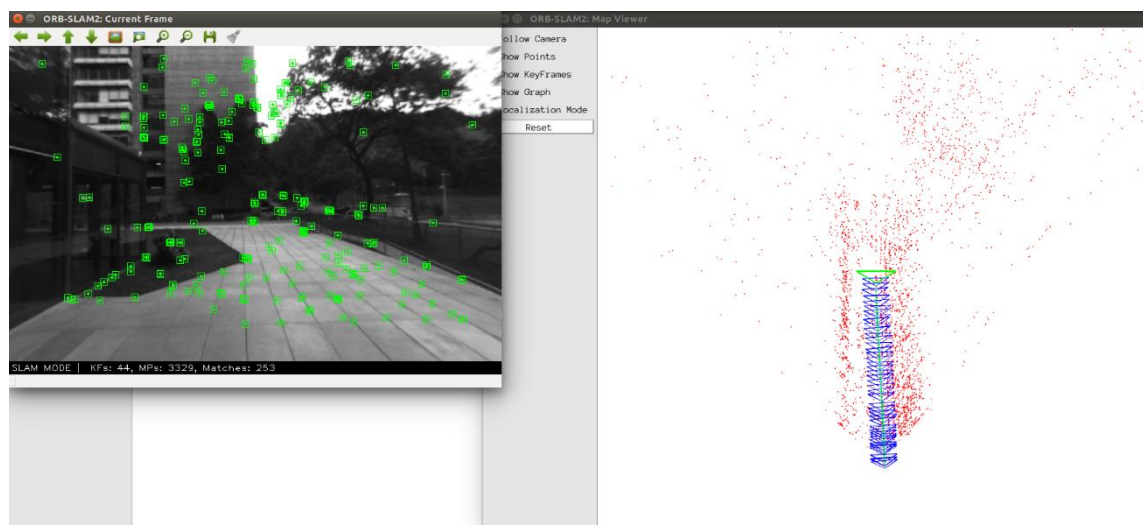 ORB-SLAM2: Current Frame
SLAM MODE | KFs: 44, MPs: 3329, Matches: 253
ORB-SLAM2: Map Viewer
ollow Camera
how Points
how KeyFrames
how Graph
ocalization Mode
Reset